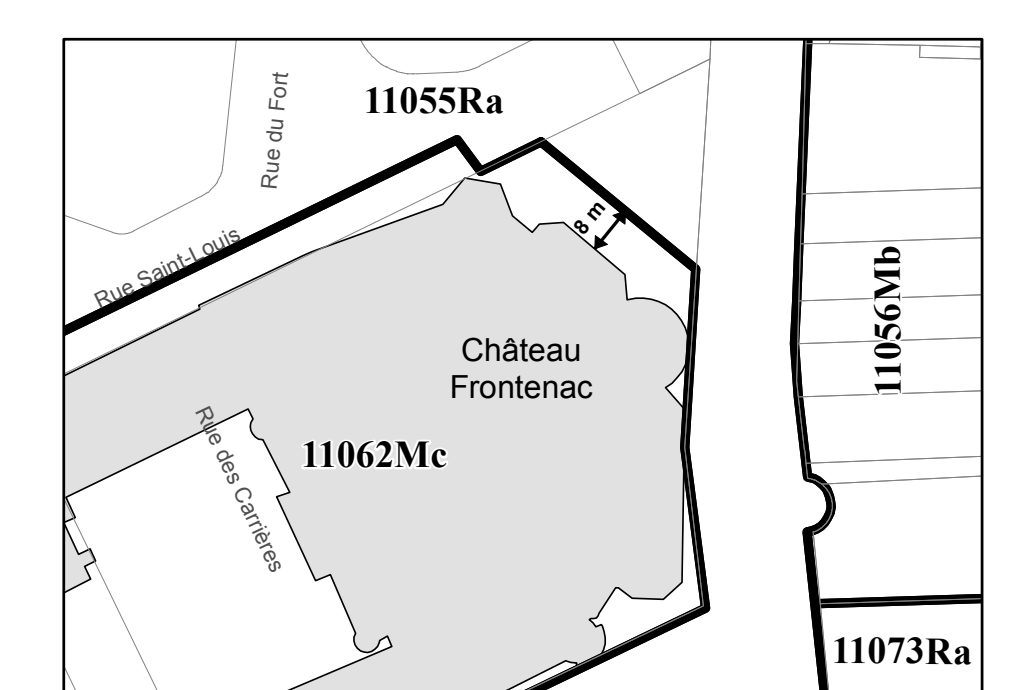 11055Ra
Rue du Fort
8 m
Rue Saint-Louis
11056Mb
Château
Frontenac
Rue des Carrières
11062Mc
11073Ra